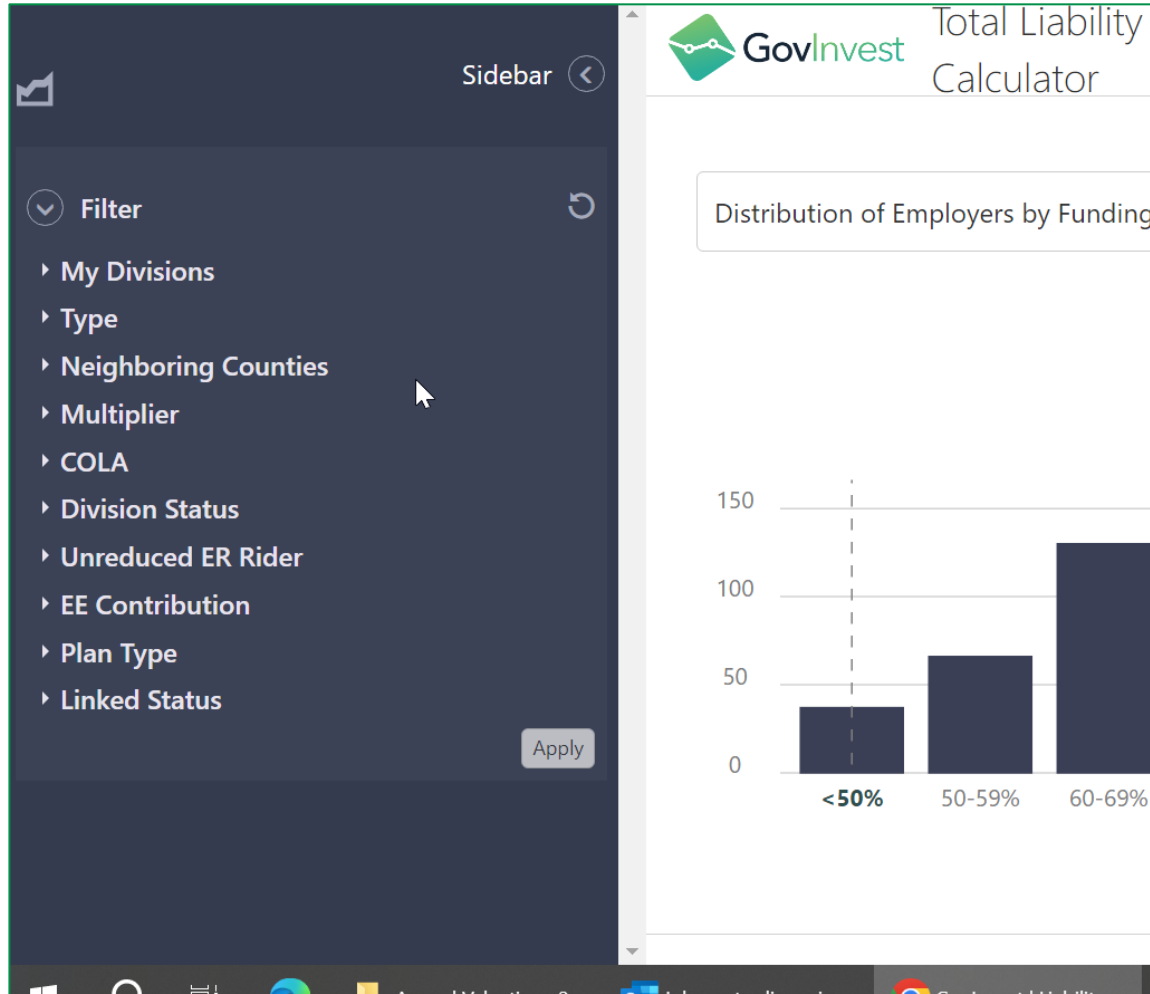 Sidebar
GovInvest
Total Liability
Calculator
Filter
My Divisions
Type
Neighboring Counties
Multiplier
COLA
Division Status
Unreduced ER Rider
EE Contribution
Plan Type
Linked Status
Apply
Distribution of Employers by Funding
150
100
50
0
<50%
50-59%
60-69%